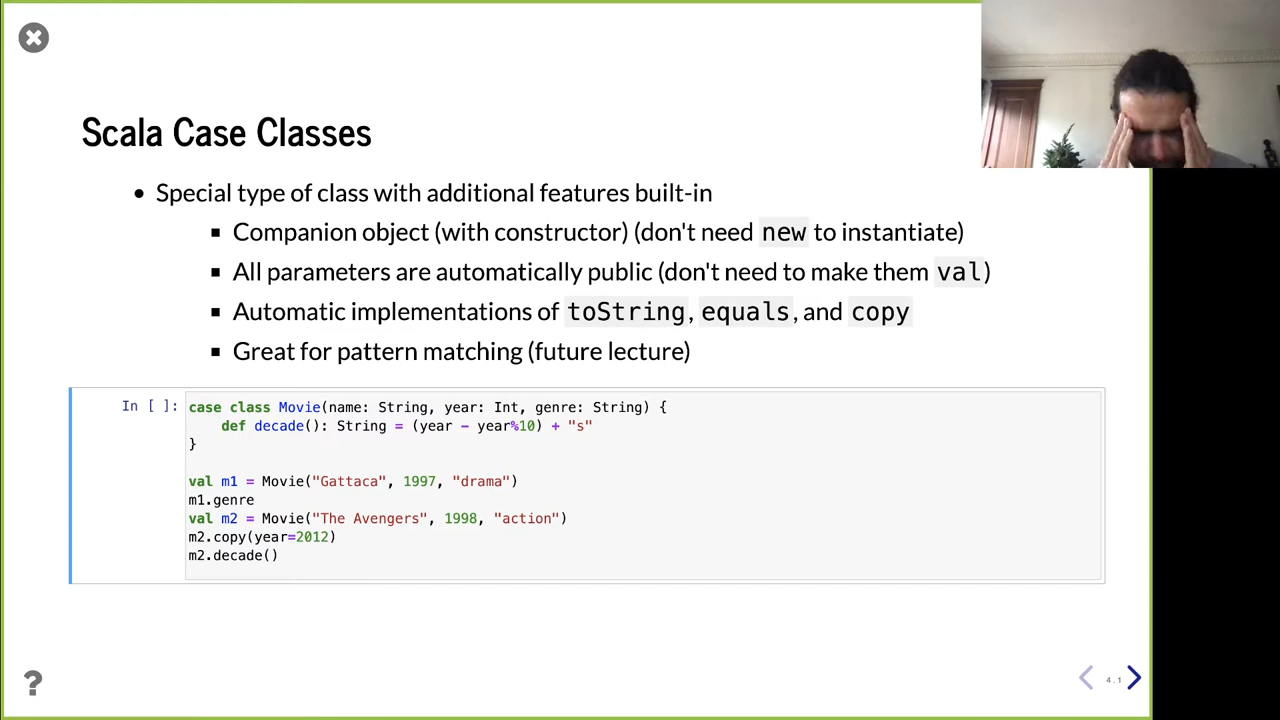 Scala Case Classes
• Special type of class with additional features built-in
▪ Companion object (with constructor) (don't need new to instantiate)
▪ All parameters are automatically public (don't need to make them val)
▪ Automatic implementations of toString, equals, and copy
▪ Great for pattern matching (future lecture)
In [ ]: case class Movie(name: String, year: Int, genre: String) {
def decade(): String = (year - year%10) + "s"
}
val m1 = Movie("Gattaca", 1997, "drama")
m1.genre
val m2 = Movie("The Avengers", 1998, "action")
m2.copy(year=2012)
m2.decade()
?
4.1